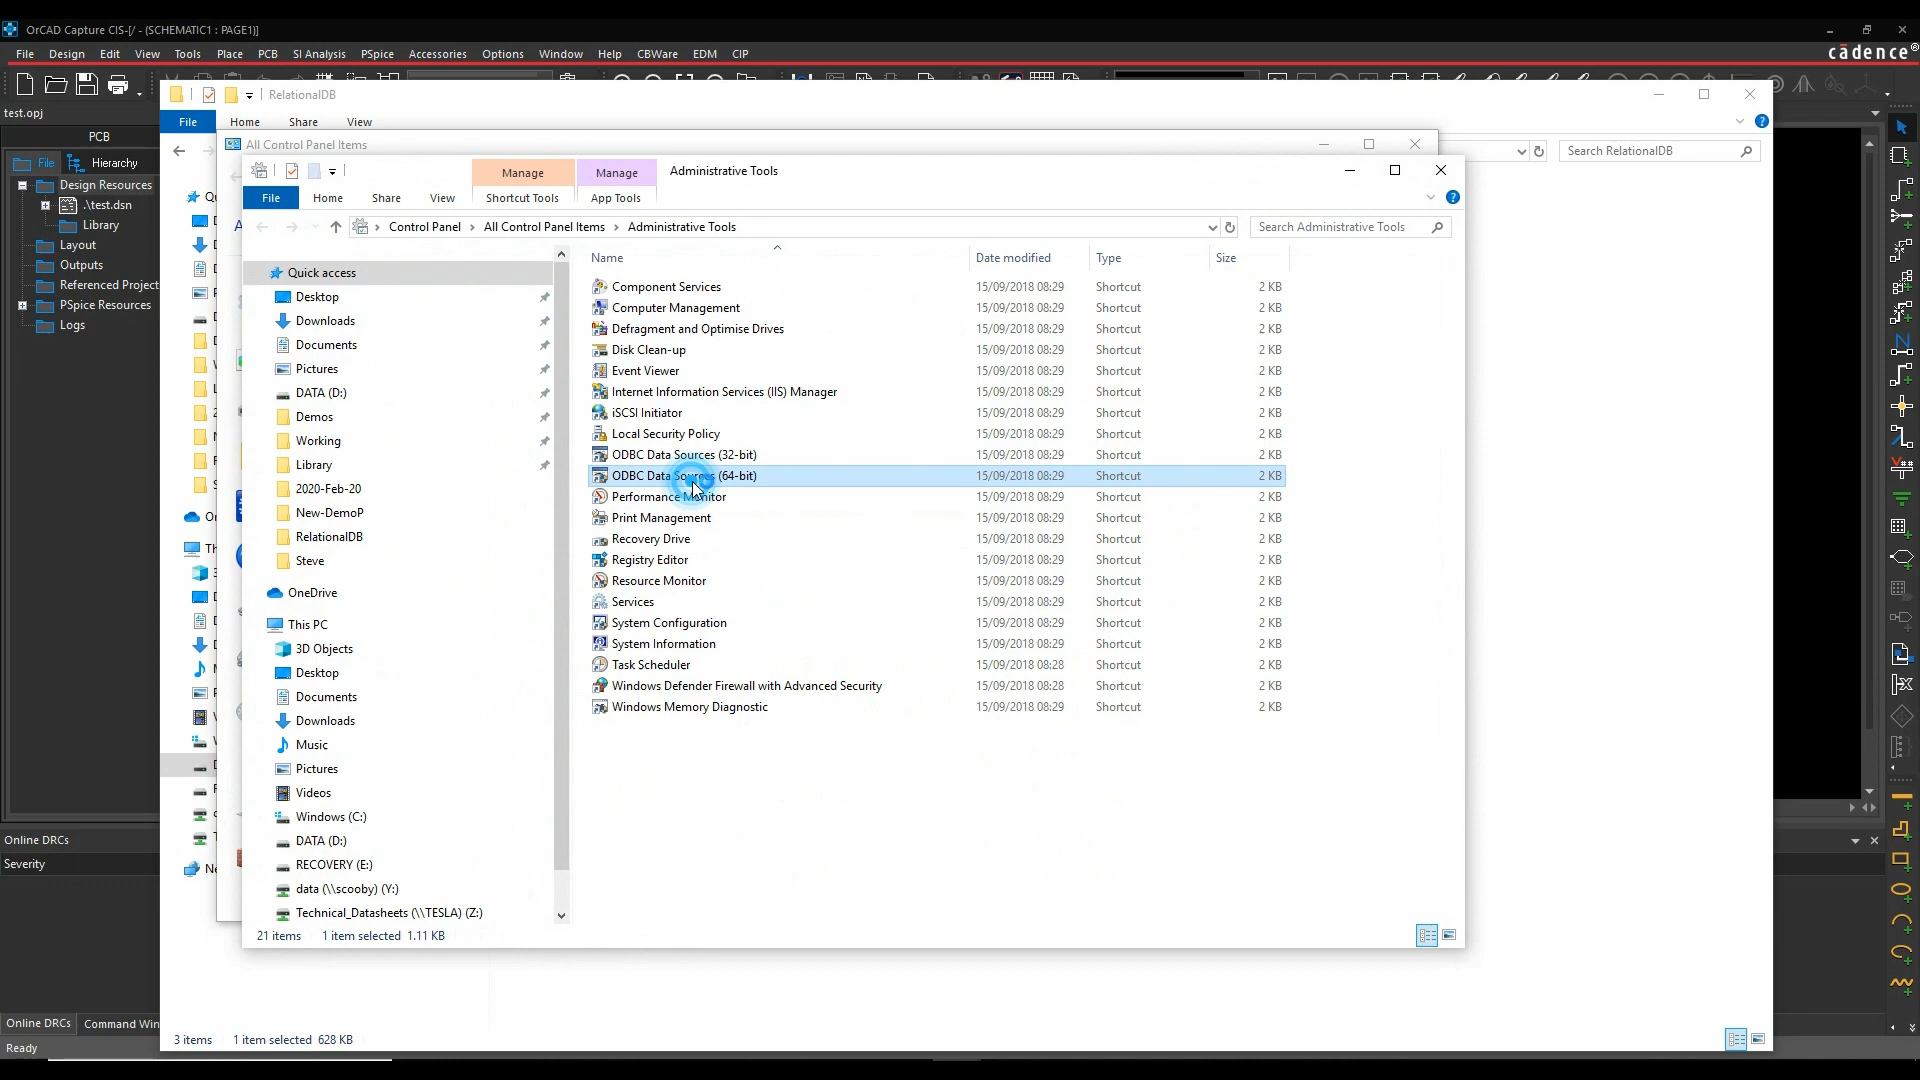 OrCAD Capture CIS-[/ - (SCHEMATIC1 : PAGE1)]
File Design Edit View Tools Place PCB SI Analysis PSpice Accessories Options Window Help CBWare EDM CIP
cādence®
RelationalDB
test.opj
File Home Share View
PCB
All Control Panel Items
Search RelationalDB
File Hierarchy
Manage Manage Administrative Tools
Design Resources
File Home Share View Shortcut Tools App Tools
.\test.dsn
Library
Control Panel All Control Panel Items Administrative Tools
Search Administrative Tools
Layout
Outputs
Referenced Project
PSpice Resources
Logs
Name Date modified Type Size
Quick access
Desktop
Downloads
Documents
Pictures
DATA (D:)
Demos
Working
Library
2020-Feb-20
New-DemoP
RelationalDB
Steve
OneDrive
This PC
3D Objects
Desktop
Documents
Downloads
Music
Pictures
Videos
Windows (C:)
DATA (D:)
RECOVERY (E:)
data (\\scooby) (Y:)
Technical_Datasheets (\\TESLA) (Z:)
Component Services 15/09/2018 08:29 Shortcut 2 KB
Computer Management 15/09/2018 08:29 Shortcut 2 KB
Defragment and Optimise Drives 15/09/2018 08:29 Shortcut 2 KB
Disk Clean-up 15/09/2018 08:29 Shortcut 2 KB
Event Viewer 15/09/2018 08:29 Shortcut 2 KB
Internet Information Services (IIS) Manager 15/09/2018 08:29 Shortcut 2 KB
iSCSI Initiator 15/09/2018 08:29 Shortcut 2 KB
Local Security Policy 15/09/2018 08:29 Shortcut 2 KB
ODBC Data Sources (32-bit) 15/09/2018 08:29 Shortcut 2 KB
ODBC Data Sources (64-bit) 15/09/2018 08:29 Shortcut 2 KB
Performance Monitor 15/09/2018 08:29 Shortcut 2 KB
Print Management 15/09/2018 08:29 Shortcut 2 KB
Recovery Drive 15/09/2018 08:29 Shortcut 2 KB
Registry Editor 15/09/2018 08:29 Shortcut 2 KB
Resource Monitor 15/09/2018 08:29 Shortcut 2 KB
Services 15/09/2018 08:29 Shortcut 2 KB
System Configuration 15/09/2018 08:29 Shortcut 2 KB
System Information 15/09/2018 08:29 Shortcut 2 KB
Task Scheduler 15/09/2018 08:28 Shortcut 2 KB
Windows Defender Firewall with Advanced Security 15/09/2018 08:28 Shortcut 2 KB
Windows Memory Diagnostic 15/09/2018 08:29 Shortcut 2 KB
21 items 1 item selected 1.11 KB
Online DRCs
Severity
Online DRCs Command Win
3 items 1 item selected 628 KB
Ready